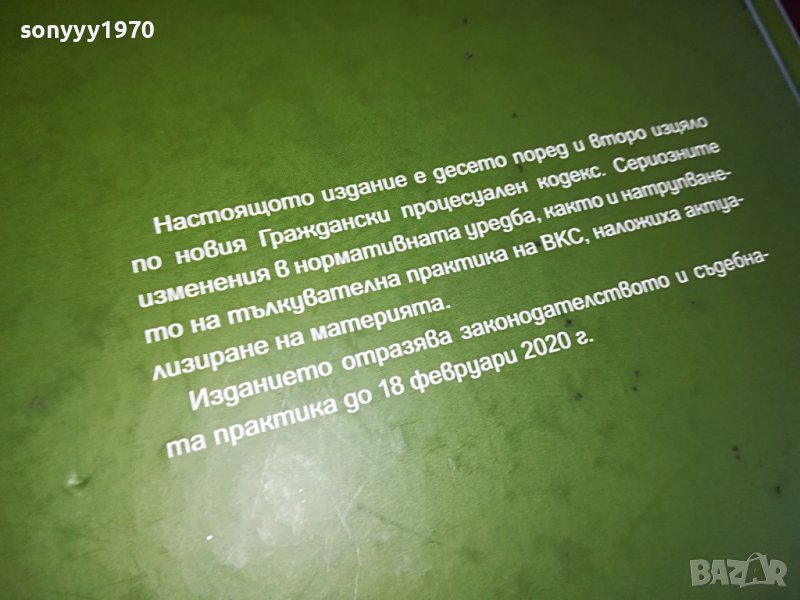 sonyyy1970
Настоящото издание е десето поред и второ изцяло
по новия Граждански процесуален кодекс. Сериозните
изменения в нормативната уредба, както и натрупване-
то на тълкувателна практика на ВКС, наложиха актуа-
лизиране на материята.
Изданието отразява законодателството и съдебна-
та практика до 18 февруари 2020 г.
BAZAR